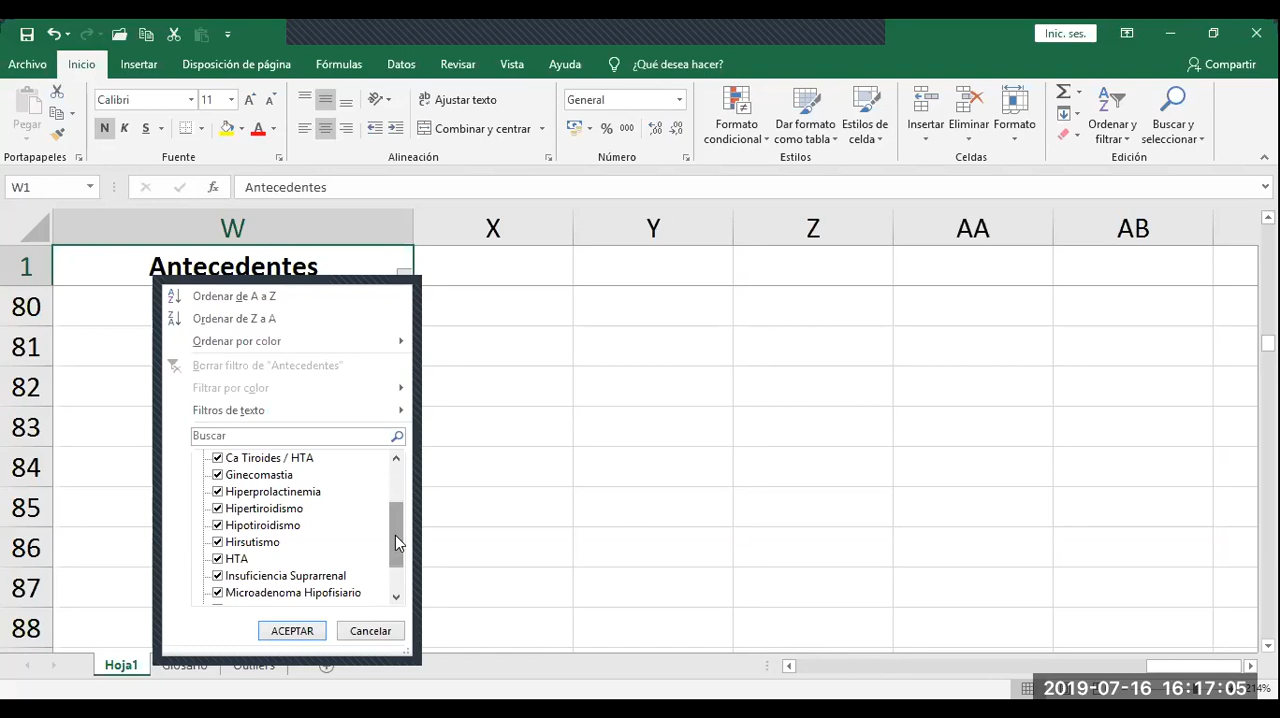 Inic. ses.
Archivo Inicio Insertar Disposición de página Fórmulas Datos Revisar Vista Ayuda ¿Qué desea hacer? Compartir
Pegar
Calibri 11
N K S
Ajustar texto
Combinar y centrar
General
% 000
Formato condicional
Dar formato como tabla
Estilos de celda
Insertar Eliminar Formato
Ordenar y filtrar
Buscar y seleccionar
Portapapeles Fuente Alineación Número Estilos Celdas Edición
W1 fx Antecedentes
W X Y Z AA AB
1 Antecedentes
80
81
82
83
84
85
86
87
88
Ordenar de A a Z
Ordenar de Z a A
Ordenar por color
Borrar filtro de "Antecedentes"
Filtrar por color
Filtros de texto
Buscar
Ca Tiroides / HTA
Ginecomastia
Hiperprolactinemia
Hipertiroidismo
Hipotiroidismo
Hirsutismo
HTA
Insuficiencia Suprarrenal
Microadenoma Hipofisiario
ACEPTAR Cancelar
Hoja1 Glosario Outliers
2019-07-16 16:17:05